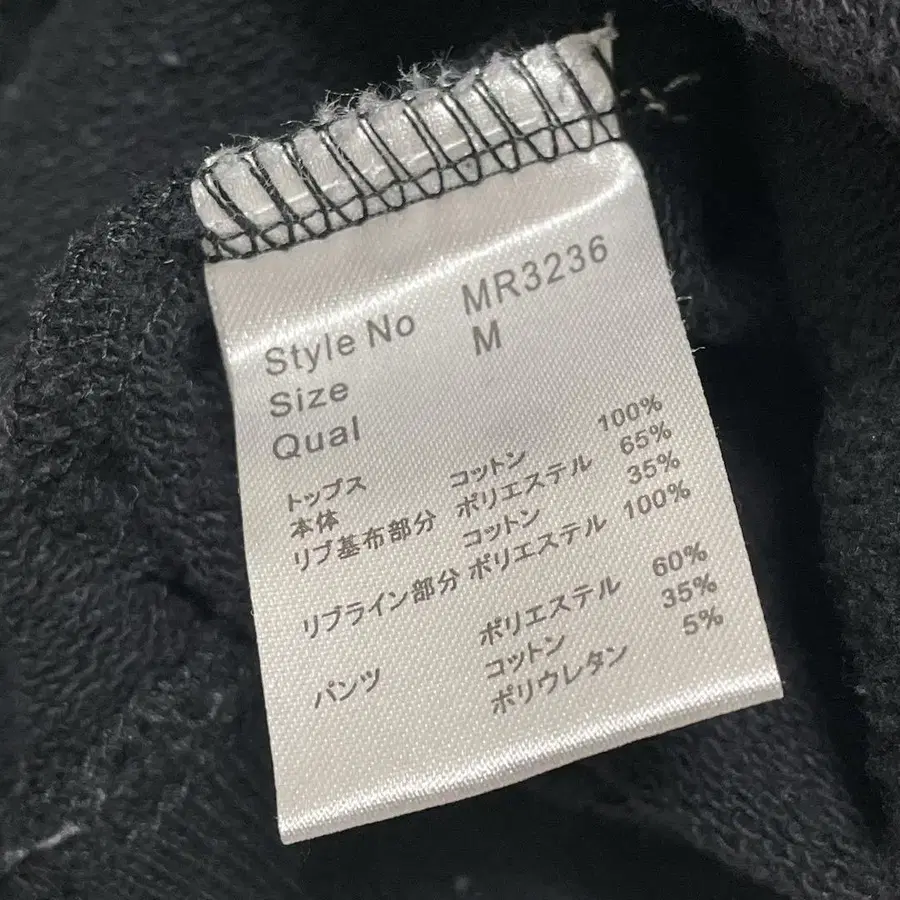 Style No MR3236
Size M
Qual
トップス
本体 コットン 100%
リブ基布部分 ポリエステル 65%
コットン 35%
リブライン部分 ポリエステル 100%
パンツ ポリエステル 60%
コットン 35%
ポリウレタン 5%